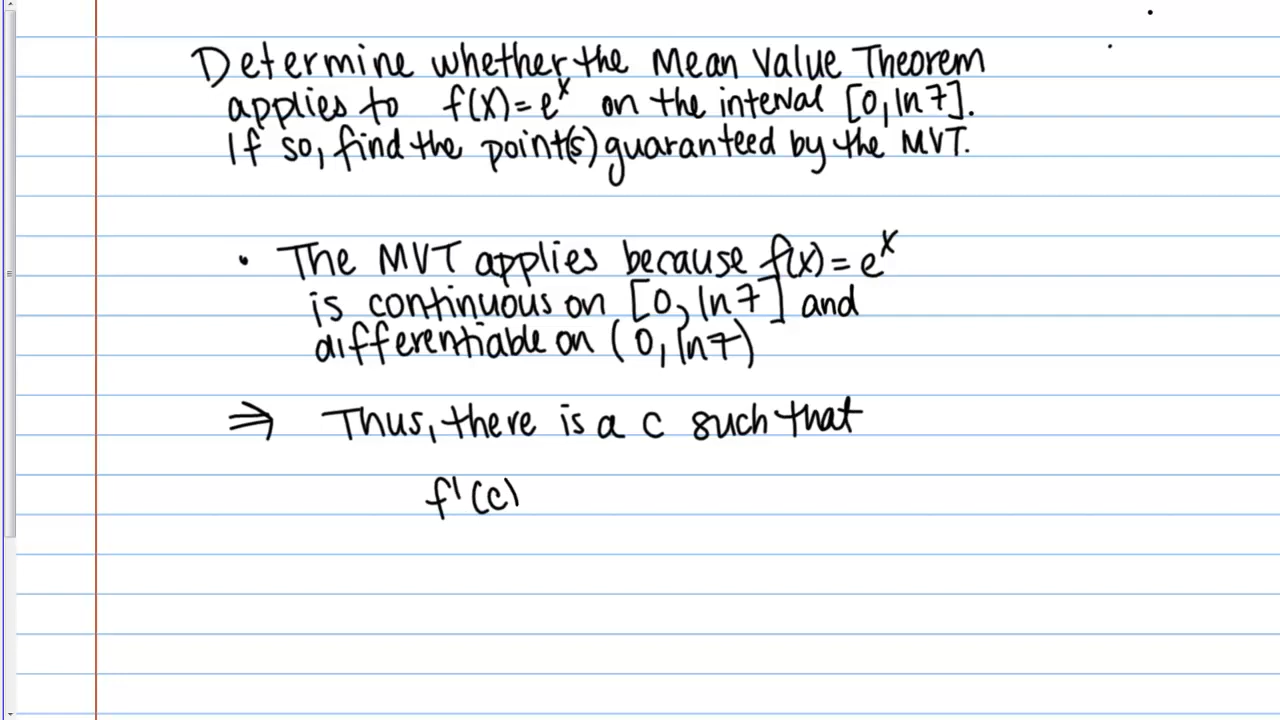 Determine whether the Mean Value Theorem
applies to f(x) = e^x on the interval [0, ln 7].
If so, find the point(s) guaranteed by the MVT.
• The MVT applies because f(x) = e^x
is continuous on [0, ln 7] and
differentiable on (0, ln 7)
⇒ Thus, there is a c such that
f'(c)